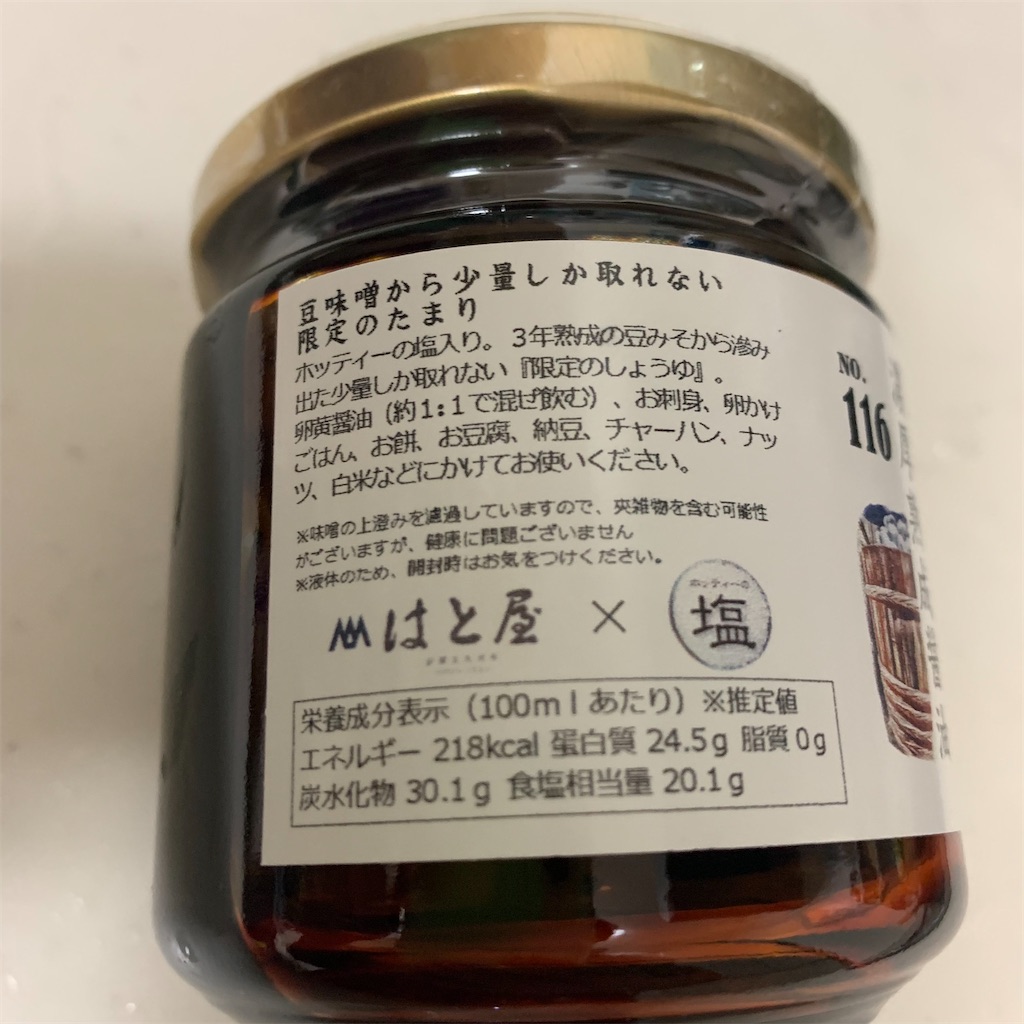 豆味噌から少量しか取れない
限定のたまり
ホッティーの塩入り。3年熟成の豆みそから滲み
出た少量しか取れない『限定のしょうゆ』。
卵黄醤油（約1:1で混ぜ飲む）、お刺身、卵かけ
ごはん、お餅、お豆腐、納豆、チャーハン、ナッ
ツ、白米などにかけてお使いください。
※味噌の上澄みを濾過していますので、夾雑物を含む可能性
がございますが、健康に問題ございません
※液体のため、開封時はお気をつけください。
はと屋 × ホッティーの 塩
栄養成分表示（100mlあたり）※推定値
エネルギー 218kcal 蛋白質 24.5g 脂質 0g
炭水化物 30.1g 食塩相当量 20.1g
NO.
116